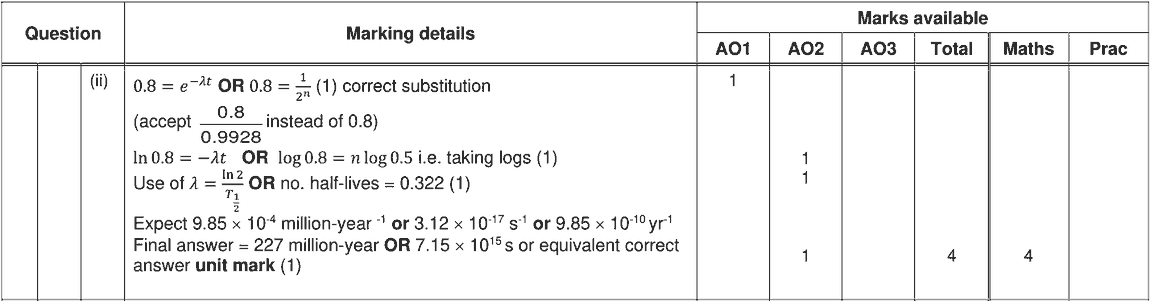 Question Marking details Marks available
AO1 AO2 AO3 Total Maths Prac
(ii) 0.8 = e^{−λt} OR 0.8 = 1/2^n (1) correct substitution 1
(accept 0.8/0.9928 instead of 0.8)
ln 0.8 = −λt OR log 0.8 = n log 0.5 i.e. taking logs (1) 1
Use of λ = ln 2/T_{1/2} OR no. half-lives = 0.322 (1) 1
Expect 9.85 × 10⁻⁴ million-year ⁻¹ or 3.12 × 10⁻¹⁷ s⁻¹ or 9.85 × 10⁻¹⁰ yr⁻¹
Final answer = 227 million-year OR 7.15 × 10¹⁵ s or equivalent correct
answer unit mark (1) 1 4 4